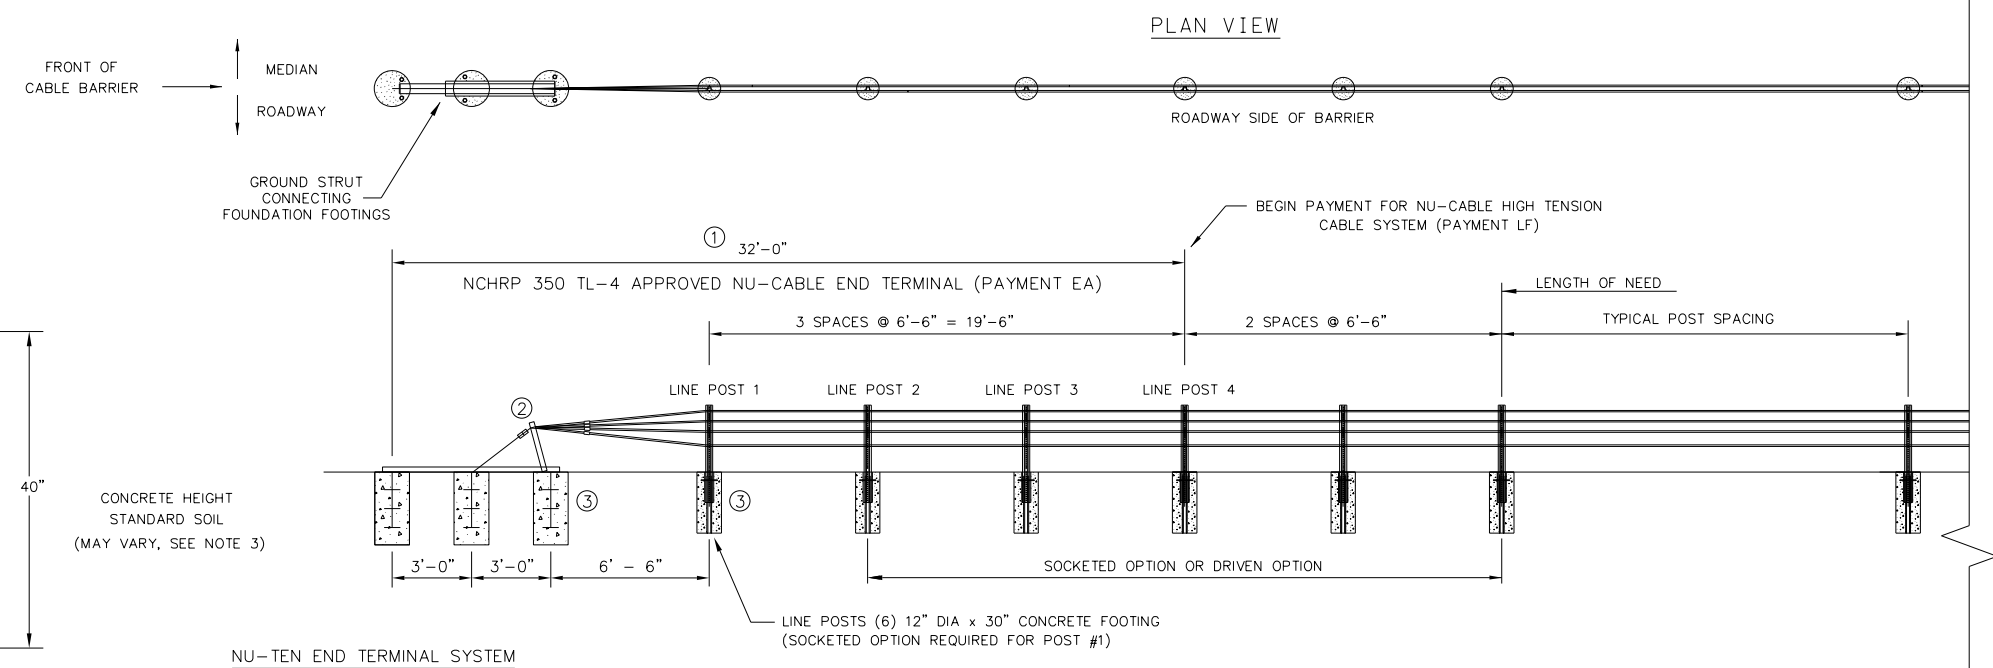 PLAN VIEW
FRONT OF
CABLE BARRIER
MEDIAN
ROADWAY
ROADWAY SIDE OF BARRIER
GROUND STRUT
CONNECTING
FOUNDATION FOOTINGS
BEGIN PAYMENT FOR NU-CABLE HIGH TENSION
CABLE SYSTEM (PAYMENT LF)
1
32'-0"
NCHRP 350 TL-4 APPROVED NU-CABLE END TERMINAL (PAYMENT EA)
LENGTH OF NEED
3 SPACES @ 6'-6" = 19'-6"
2 SPACES @ 6'-6"
TYPICAL POST SPACING
LINE POST 1
LINE POST 2
LINE POST 3
LINE POST 4
2
40"
CONCRETE HEIGHT
STANDARD SOIL
(MAY VARY, SEE NOTE 3)
3
3
3'-0"
3'-0"
6' - 6"
SOCKETED OPTION OR DRIVEN OPTION
LINE POSTS (6) 12" DIA x 30" CONCRETE FOOTING
(SOCKETED OPTION REQUIRED FOR POST #1)
NU-TEN END TERMINAL SYSTEM